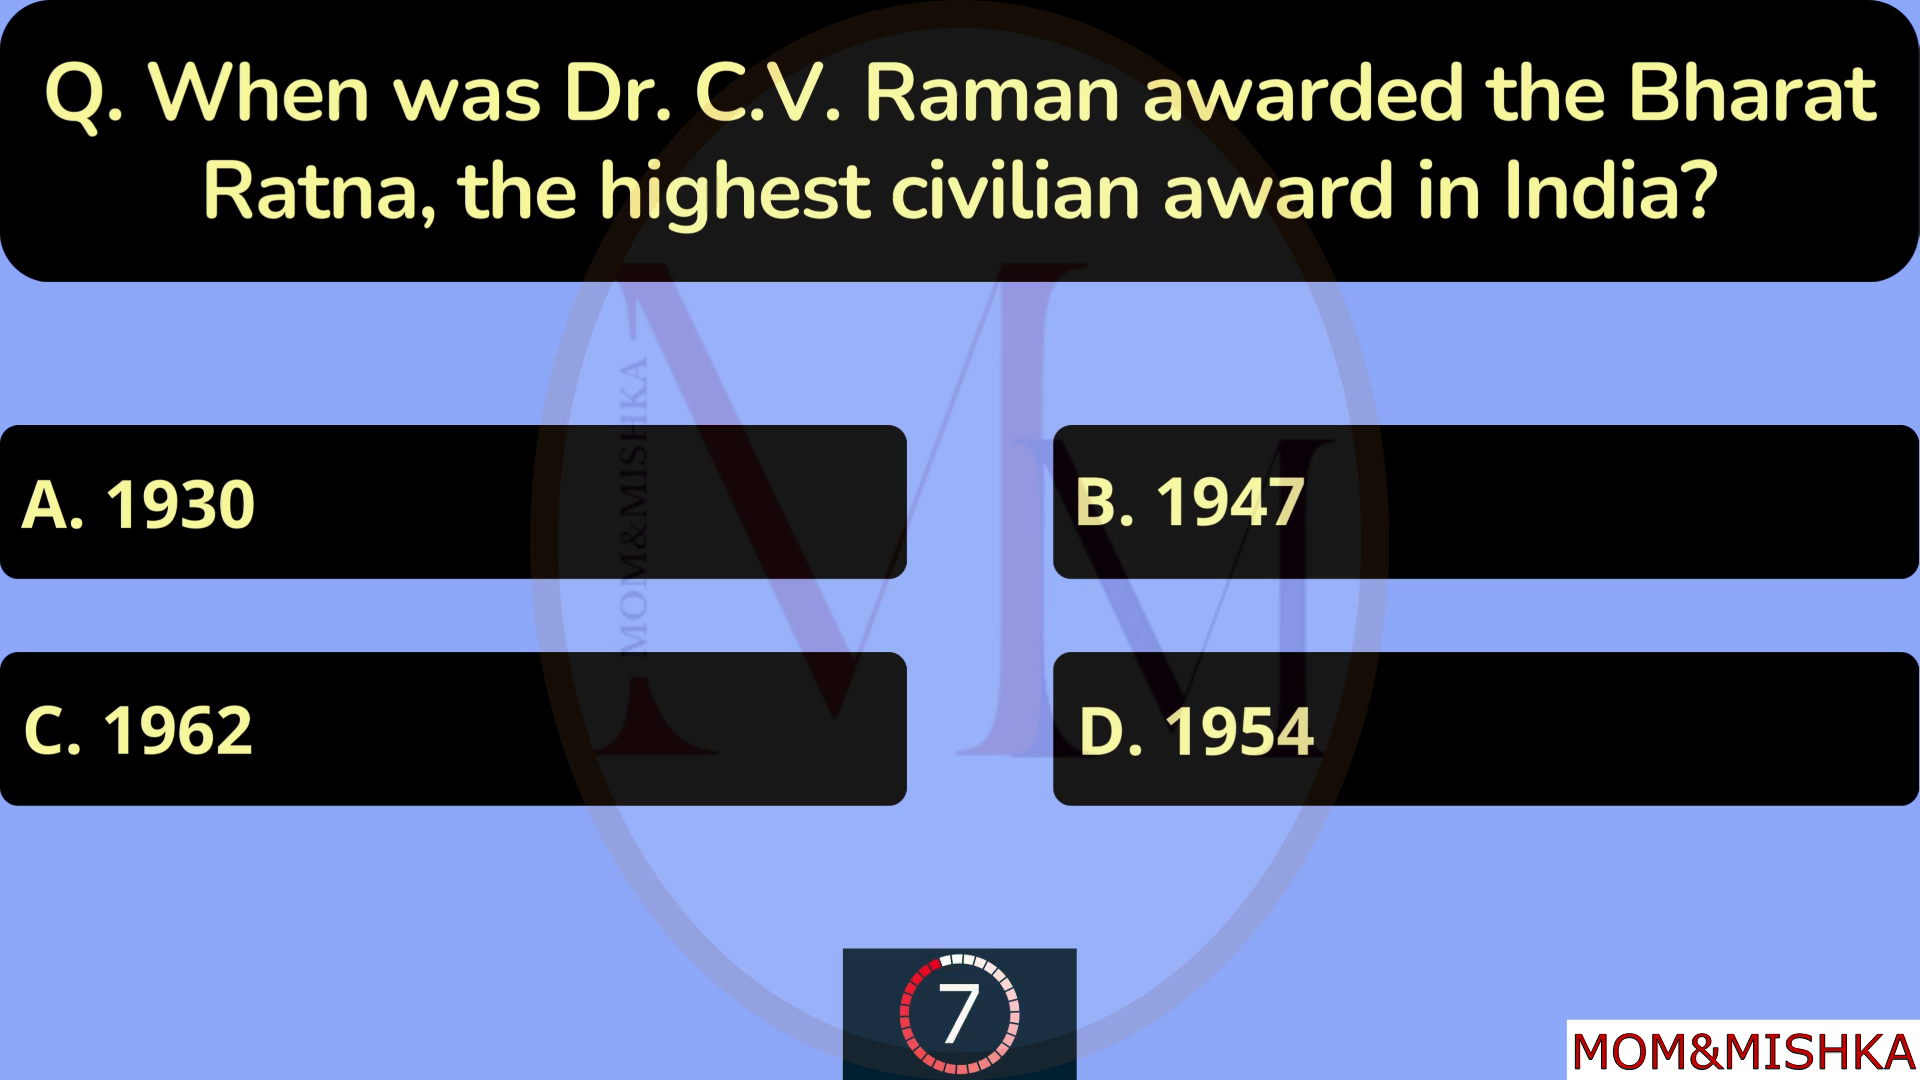 Q. When was Dr. C.V. Raman awarded the Bharat
Ratna, the highest civilian award in India?
A. 1930
B. 1947
C. 1962
D. 1954
MOM&MISHKA
7
MOM&MISHKA